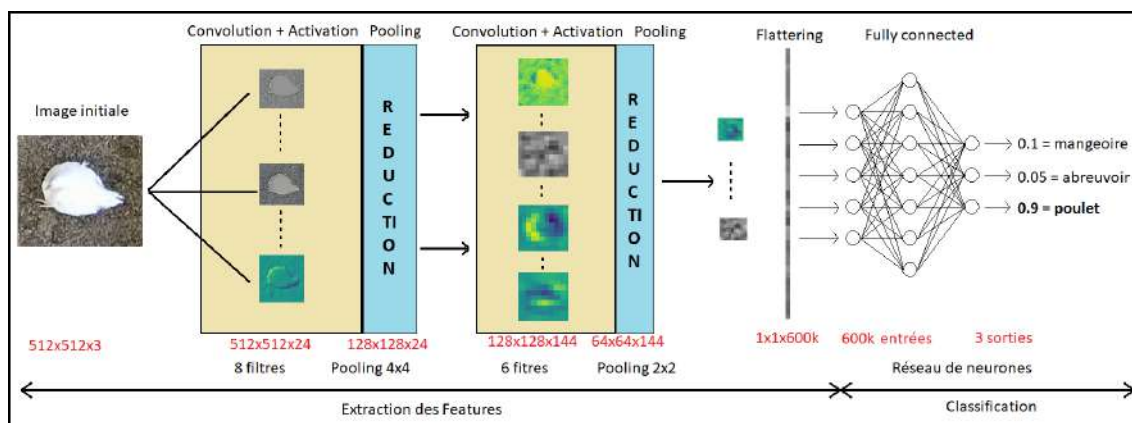 Convolution + Activation Pooling
Convolution + Activation Pooling
Flattering
Fully connected
Image initiale
REDUCTION
REDUCTION
0.1 = mangeoire
0.05 = abreuvoir
0.9 = poulet
512x512x3
512x512x24
128x128x24
128x128x144
64x64x144
1x1x600k
600k entrées
3 sorties
8 filtres
Pooling 4x4
6 fitres
Pooling 2x2
Réseau de neurones
Extraction des Features
Classification